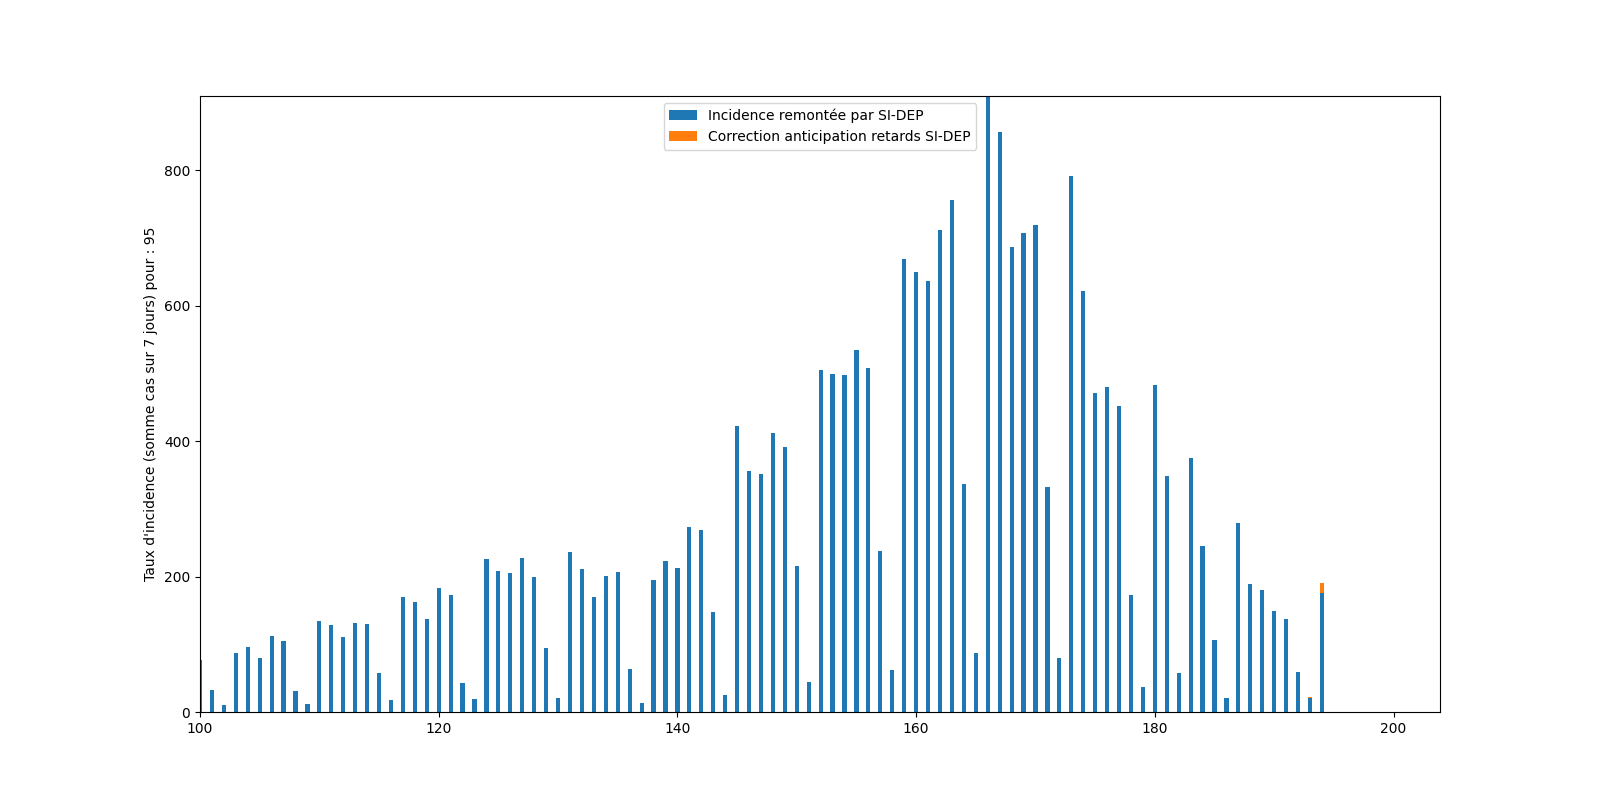 Incidence remontée par SI-DEP
Correction anticipation retards SI-DEP
Taux d'incidence (somme cas sur 7 jours) pour : 95
800
600
400
200
0
100 120 140 160 180 200